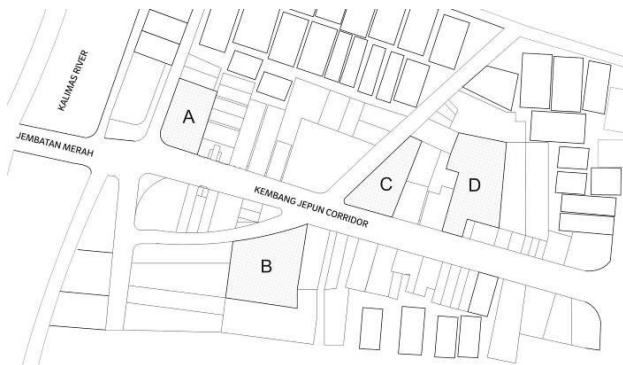 KALIMAS RIVER
A
JEMBATAN MERAH
KEMBANG JEPUN CORRIDOR
C
D
B